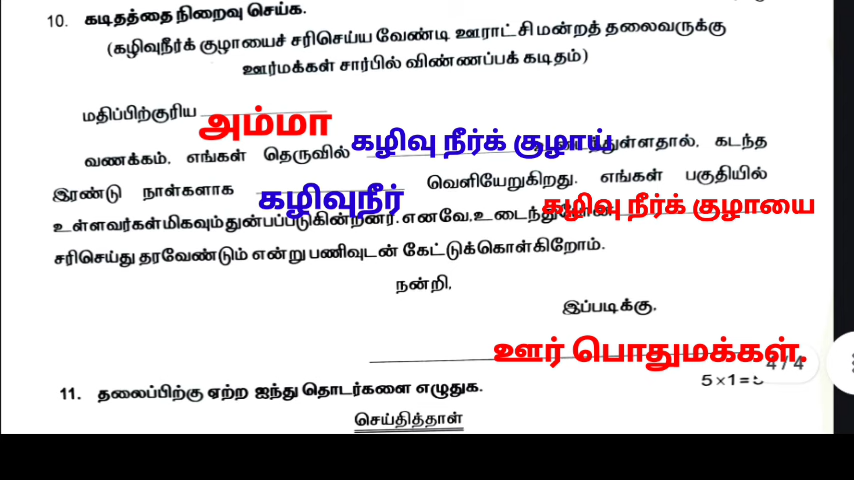 10. கடிதத்தை நிறைவு செய்க.
(கழிவுநீர்க் குழாயைச் சரிசெய்ய வேண்டி ஊராட்சி மன்றத் தலைவருக்கு
ஊர்மக்கள் சார்பில் விண்ணப்பக் கடிதம்)
மதிப்பிற்குரிய அம்மா
வணக்கம். எங்கள் தெருவில் கழிவு நீர்க் குழாய் கடந்த
இரண்டு நாள்களாக கழிவுநீர் வெளியேறுகிறது. எங்கள் பகுதியில்
உள்ளவர்கள் மிகவும் துன்பப்படுகின்றனர். எனவே, கழிவு நீர்க் குழாயை
சரிசெய்து தரவேண்டும் என்று பணிவுடன் கேட்டுக்கொள்கிறோம்.
நன்றி.
இப்படிக்கு,
ஊர் பொதுமக்கள்.
4 / 4
11. தலைப்பிற்கு ஏற்ற ஐந்து தொடர்களை எழுதுக. 5×1=5
செய்தித்தாள்